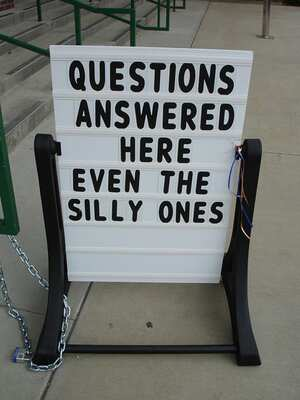 QUESTIONS
ANSWERED
HERE
EVEN THE
SILLY ONES